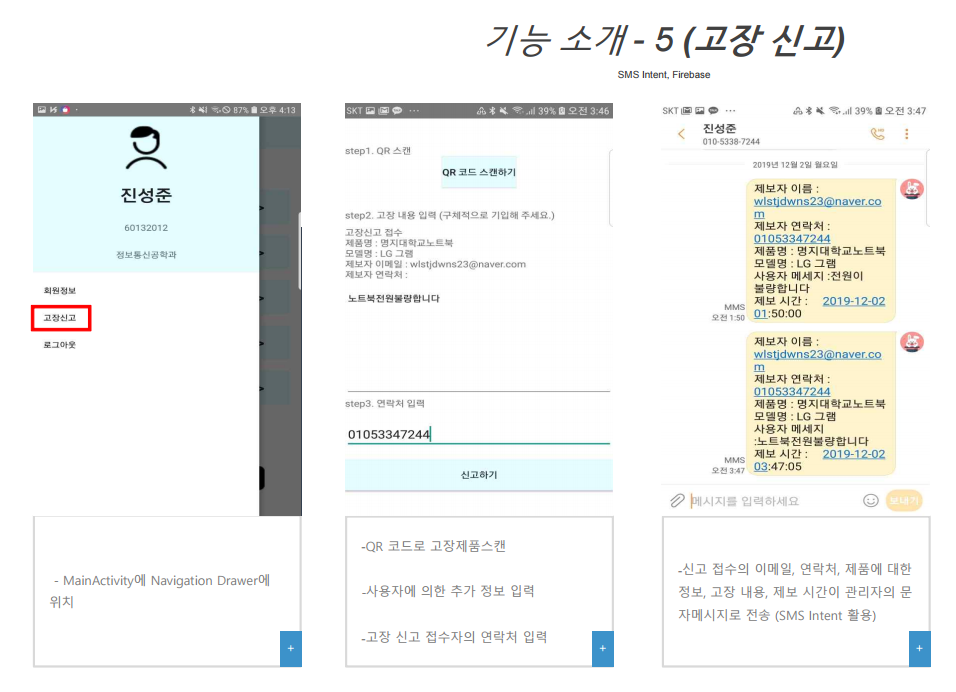 기능 소개 - 5 (고장 신고)
SMS Intent, Firebase
87% 오후 4:13
진성준
60132012
정보통신공학과
회원정보
고장신고
로그아웃
- MainActivity에 Navigation Drawer에
위치
+
SKT ··· 39% 오전 3:46
step1. QR 스캔
QR 코드 스캔하기
step2. 고장 내용 입력 (구체적으로 기입해 주세요.)
고장신고 접수
제품명 : 명지대학교노트북
모델명 : LG 그램
제보자 이메일 : wlstjdwns23@naver.com
제보자 연락처 :
노트북전원불량합니다
step3. 연락처 입력
01053347244
신고하기
-QR 코드로 고장제품스캔
-사용자에 의한 추가 정보 입력
-고장 신고 접수자의 연락처 입력
+
SKT ··· 39% 오전 3:47
진성준
010-5338-7244
2019년 12월 2일 월요일
제보자 이름 :
wlstjdwns23@naver.co
m
제보자 연락처 :
01053347244
제품명 : 명지대학교노트북
모델명 : LG 그램
사용자 메세지 :전원이
불량합니다
제보 시간 : 2019-12-02
01:50:00
MMS
오전 1:50
제보자 이름 :
wlstjdwns23@naver.co
m
제보자 연락처 :
01053347244
제품명 : 명지대학교노트북
모델명 : LG 그램
사용자 메세지
:노트북전원불량합니다
제보 시간 : 2019-12-02
03:47:05
MMS
오전 3:47
메시지를 입력하세요
보내기
-신고 접수의 이메일, 연락처, 제품에 대한
정보, 고장 내용, 제보 시간이 관리자의 문
자메시지로 전송 (SMS Intent 활용)
+